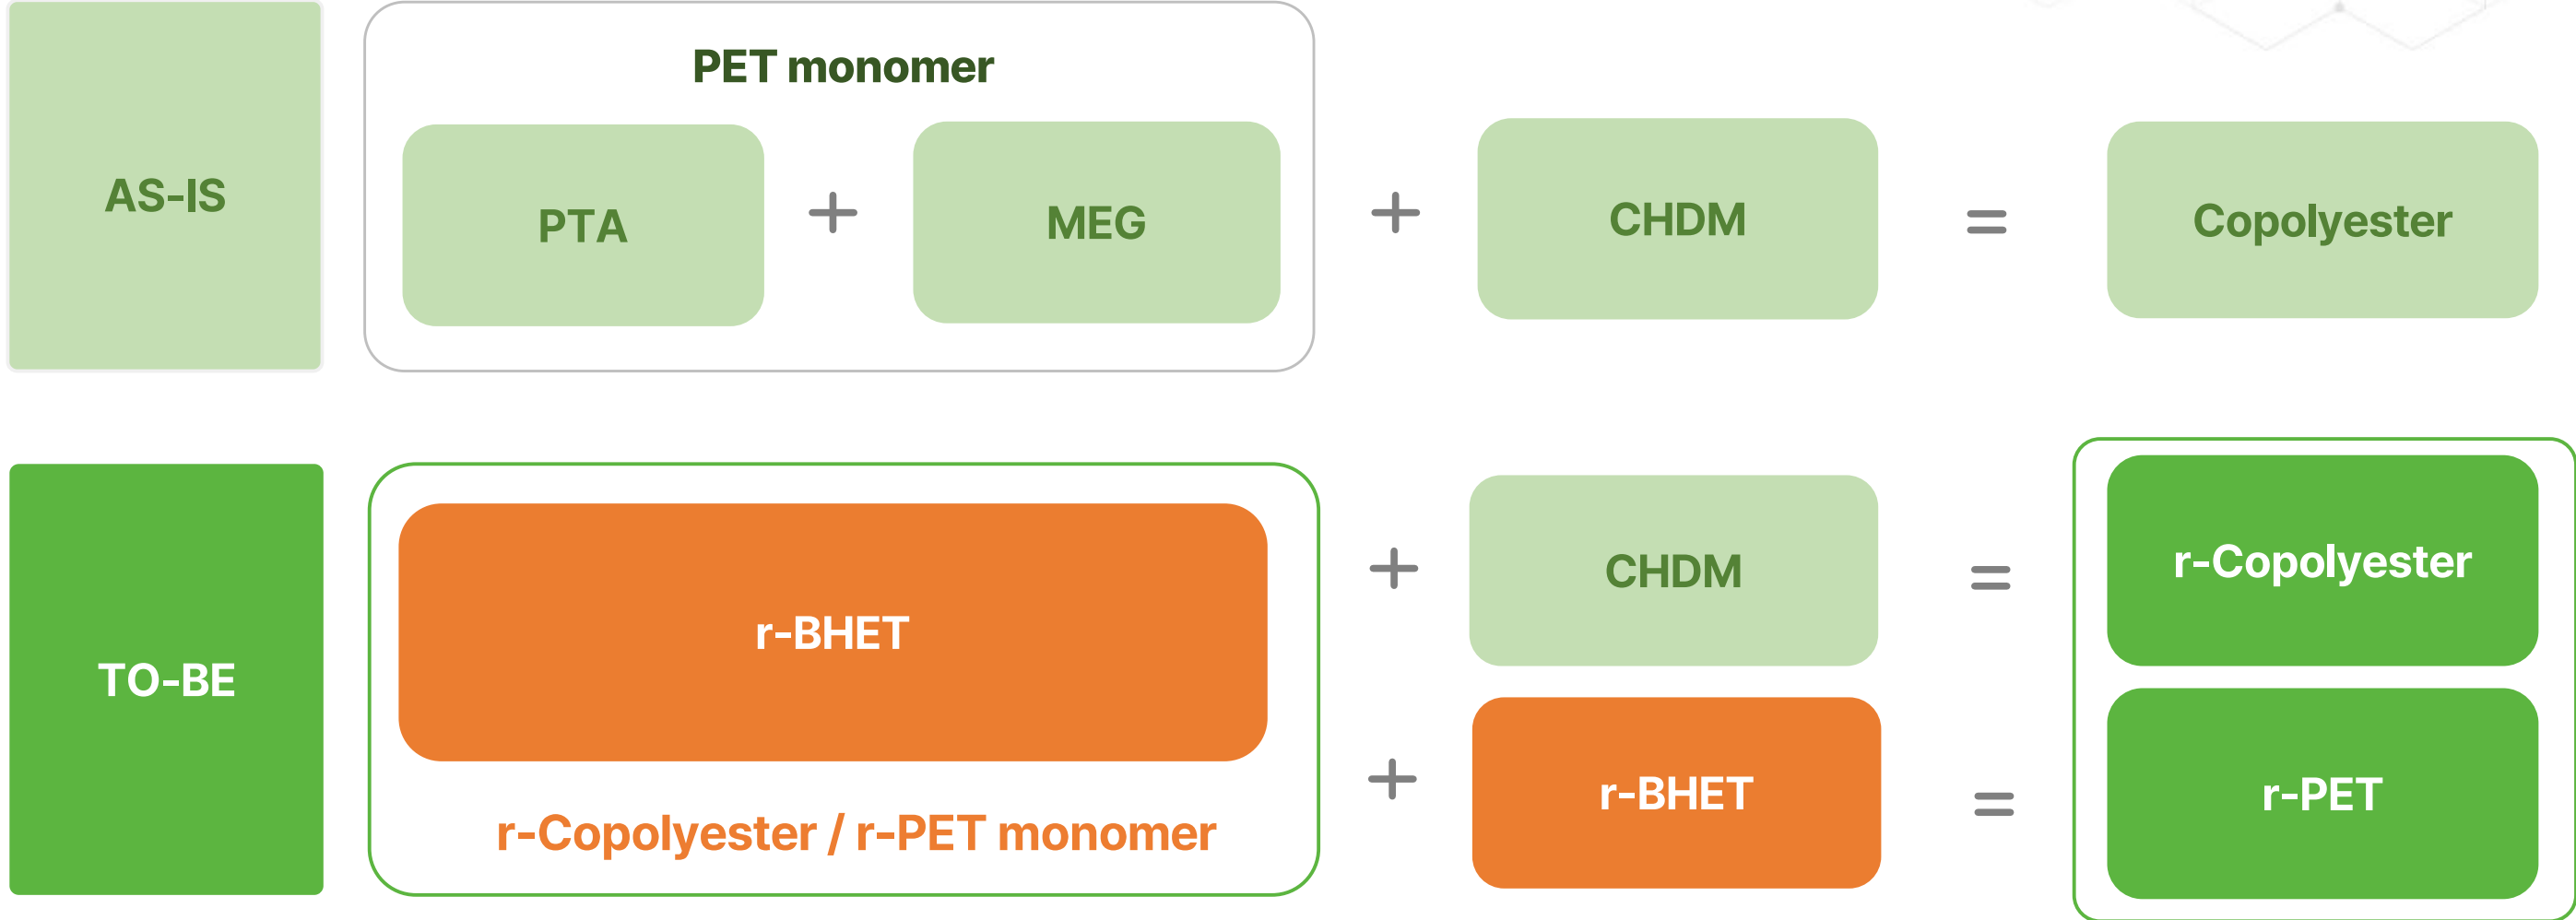 AS-IS
PET monomer
PTA
+
MEG
+
CHDM
=
Copolyester
TO-BE
r-BHET
r-Copolyester / r-PET monomer
+
CHDM
=
r-Copolyester
+
r-BHET
=
r-PET